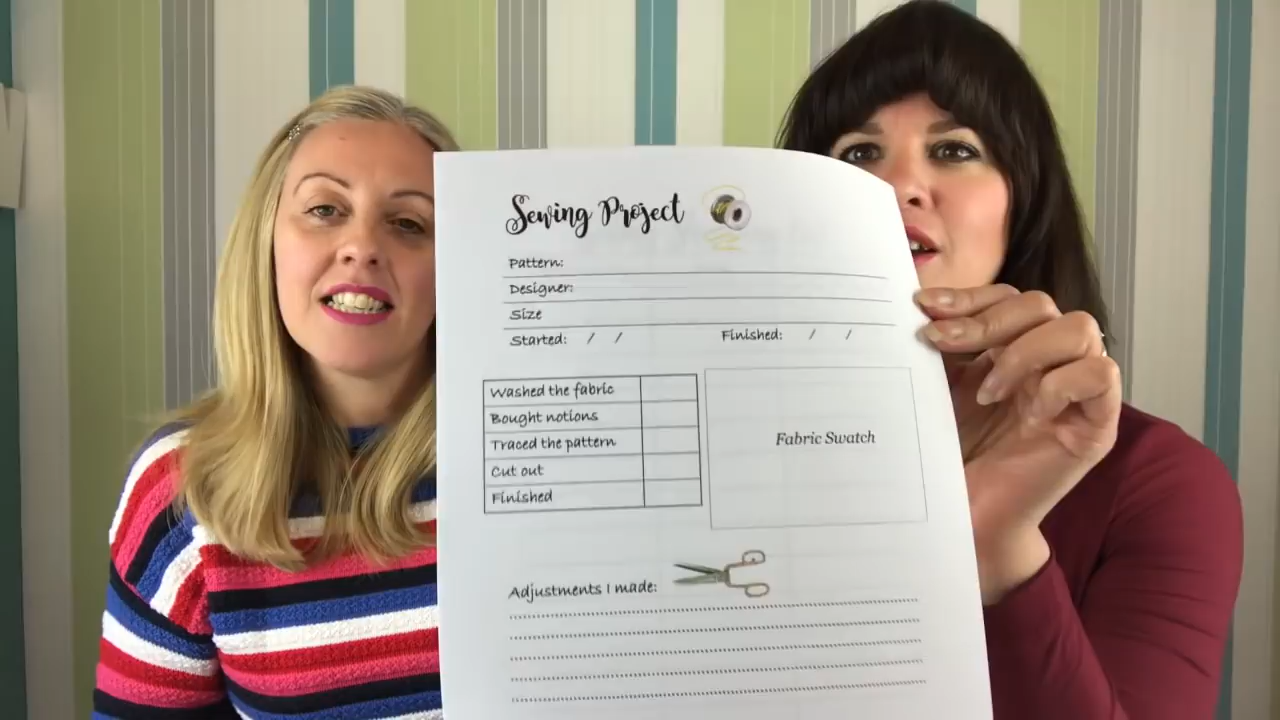 Sewing Project
Pattern:
Designer:
Size
Started: / / Finished: / /
Washed the fabric
Bought notions
Traced the pattern
Cut out
Finished
Fabric Swatch
Adjustments I made: